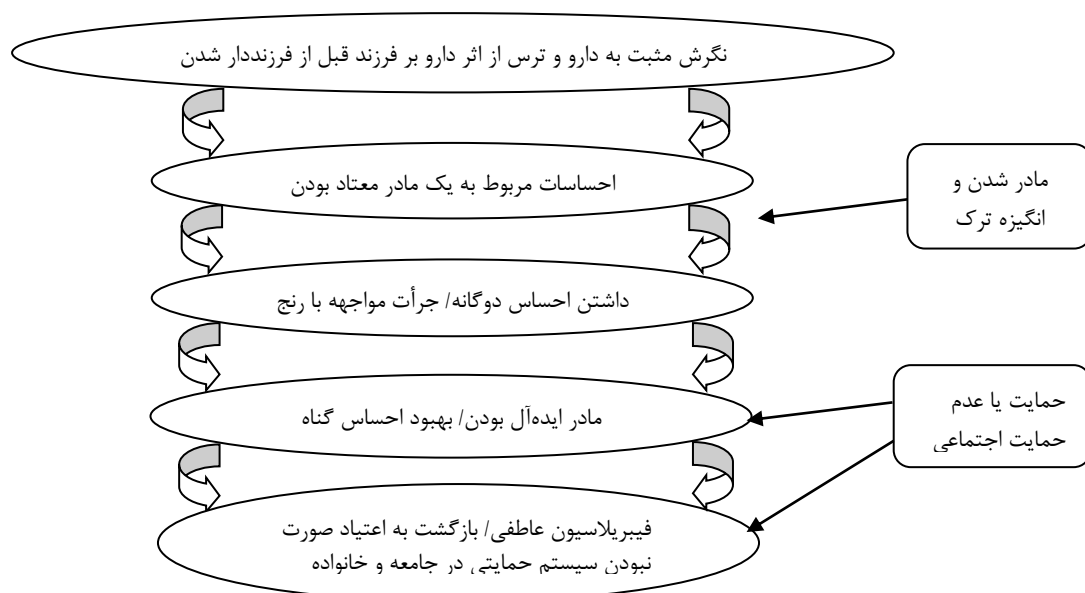 نگرش مثبت به دارو و ترس از اثر دارو بر فرزند قبل از فرزنددار شدن
احساسات مربوط به یک مادر معتاد بودن
مادر شدن و
انگیزه ترک
داشتن احساس دوگانه/ جرأت مواجهه با رنج
مادر ایده‌آل بودن/ بهبود احساس گناه
حمایت یا عدم
حمایت اجتماعی
فیبریلاسیون عاطفی/ بازگشت به اعتیاد صورت
نبودن سیستم حمایتی در جامعه و خانواده